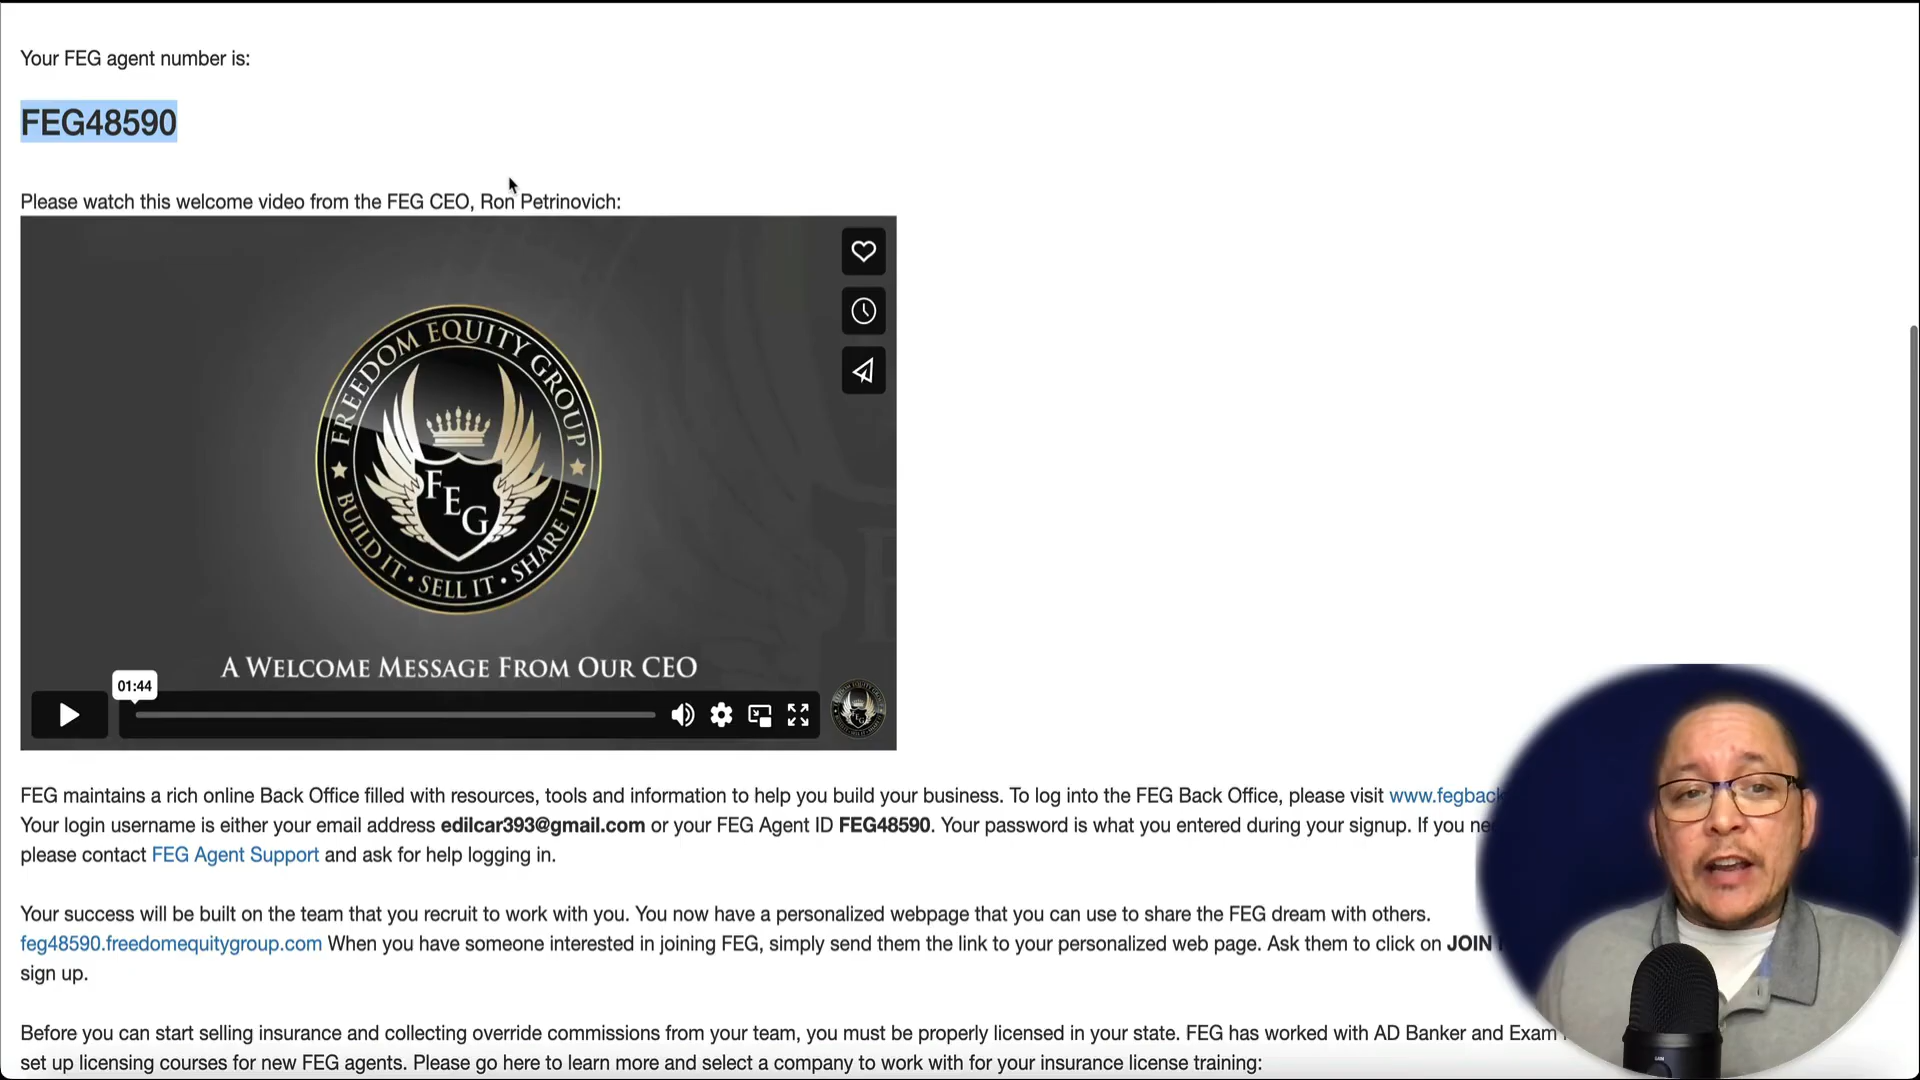 Your FEG agent number is:
FEG48590
Please watch this welcome video from the FEG CEO, Ron Petrinovich:
FREEDOM EQUITY GROUP
FEG
BUILD IT • SELL IT • SHARE IT
A WELCOME MESSAGE FROM OUR CEO
01:44
FEG maintains a rich online Back Office filled with resources, tools and information to help you build your business. To log into the FEG Back Office, please visit www.fegback
Your login username is either your email address edilcar393@gmail.com or your FEG Agent ID FEG48590. Your password is what you entered during your signup. If you
please contact FEG Agent Support and ask for help logging in.
Your success will be built on the team that you recruit to work with you. You now have a personalized webpage that you can use to share the FEG dream with others.
feg48590.freedomequitygroup.com When you have someone interested in joining FEG, simply send them the link to your personalized web page. Ask them to click on JOIN
sign up.
Before you can start selling insurance and collecting override commissions from your team, you must be properly licensed in your state. FEG has worked with AD Banker and Exam
set up licensing courses for new FEG agents. Please go here to learn more and select a company to work with for your insurance license training: